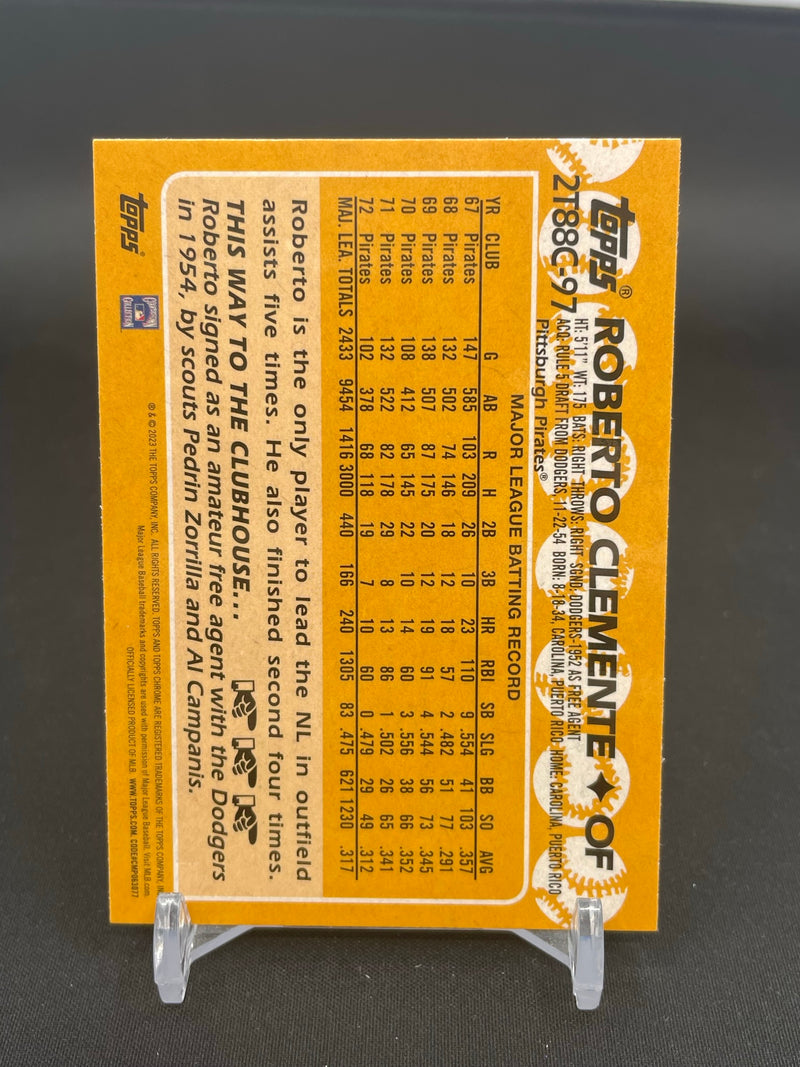 topps® ROBERTO CLEMENTE ✦ OF
2T88C-97
HT: 5'11" WT: 175 BATS: RIGHT THROWS: RIGHT SGND: DODGERS-1952 AS FREE AGENT
ACQ: RULE 5 DRAFT FROM DODGERS, 11-22-54 BORN: 8-18-34, CAROLINA, PUERTO RICO HOME: CAROLINA, PUERTO RICO
Pittsburgh Pirates®
MAJOR LEAGUE BATTING RECORD
YR CLUB G AB R H 2B 3B HR RBI SB SLG BB SO AVG
67 Pirates 147 585 103 209 26 10 23 110 9 .554 41 103 .357
68 Pirates 132 502 74 146 18 12 18 57 2 .482 51 77 .291
69 Pirates 138 507 87 175 20 12 19 91 4 .544 56 73 .345
70 Pirates 108 412 65 145 22 10 14 60 3 .556 38 66 .352
71 Pirates 132 522 82 178 29 8 13 86 1 .502 26 65 .341
72 Pirates 102 378 68 118 19 7 10 60 0 .479 29 49 .312
MAJ. LEA. TOTALS 2433 9454 1416 3000 440 166 240 1305 83 .475 621 1230 .317
Roberto is the only player to lead the NL in outfield
assists five times. He also finished second four times.
THIS WAY TO THE CLUBHOUSE...
Roberto signed as an amateur free agent with the Dodgers
in 1954, by scouts Pedrin Zorrilla and Al Campanis.
topps®
COOPERSTOWN
COLLECTION
® & © 2023 THE TOPPS COMPANY, INC. ALL RIGHTS RESERVED. TOPPS AND TOPPS CHROME ARE REGISTERED TRADEMARKS OF THE TOPPS COMPANY, INC.
Major League Baseball trademarks and copyrights are used with permission of Major League Baseball. Visit MLB.com.
OFFICIALLY LICENSED PRODUCT OF MLB. WWW.TOPPS.COM. CODE#CMP063077